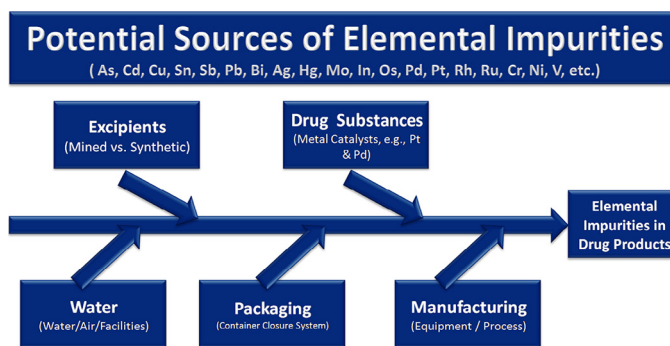 Potential Sources of Elemental Impurities
( As, Cd, Cu, Sn, Sb, Pb, Bi, Ag, Hg, Mo, In, Os, Pd, Pt, Rh, Ru, Cr, Ni, V, etc.)
Excipients
(Mined vs. Synthetic)
Drug Substances
(Metal Catalysts, e.g., Pt
& Pd)
Elemental
Impurities in
Drug Products
Water
(Water/Air/Facilities)
Packaging
(Container Closure System)
Manufacturing
(Equipment / Process)